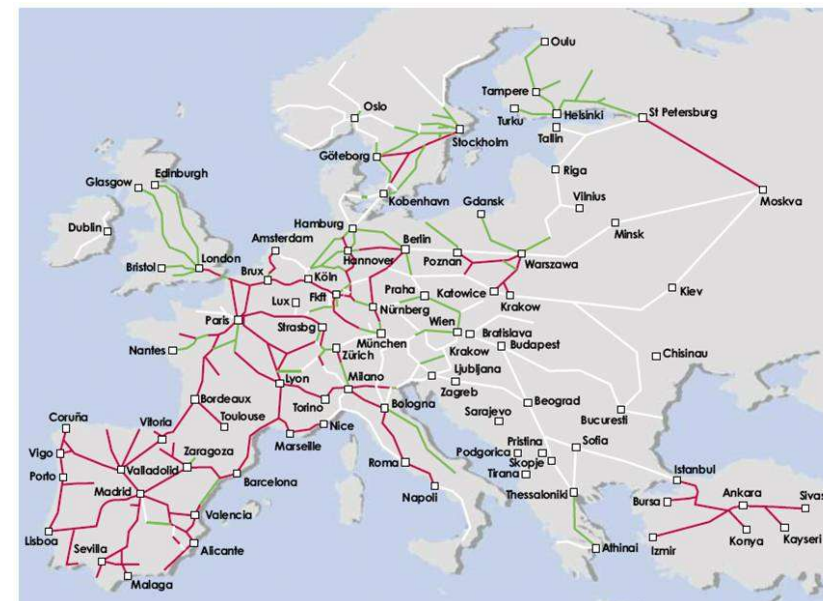 Oulu
Tampere
Turku
Helsinki
St Petersburg
Tallin
Oslo
Stockholm
Göteborg
Riga
Vilnius
Moskva
Minsk
Kobenhavn
Gdansk
Glasgow
Edinburgh
Dublin
Bristol
London
Hamburg
Amsterdam
Berlin
Hannover
Poznan
Warszawa
Brux
Köln
Lux
Fkft
Praha
Katowice
Krakow
Kiev
Nürnberg
Paris
Strasbg
Wien
Bratislava
München
Krakow
Budapest
Chisinau
Nantes
Zürich
Ljubljana
Lyon
Milano
Zagreb
Bordeaux
Torino
Bologna
Beograd
Coruña
Vitoria
Toulouse
Nice
Sarajevo
Bucuresti
Marseille
Vigo
Zaragoza
Valladolid
Pristina
Sofia
Podgorica
Skopje
Porto
Roma
Tirana
Istanbul
Madrid
Barcelona
Napoli
Thessaloniki
Bursa
Ankara
Sivas
Valencia
Lisboa
Sevilla
Alicante
Athinai
Izmir
Konya
Kayseri
Malaga